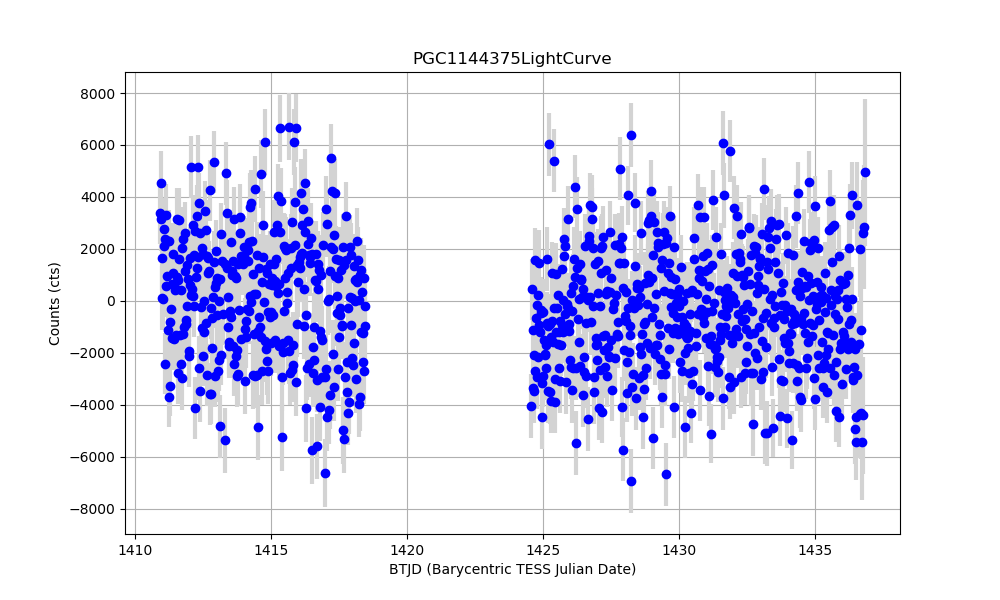 PGC1144375LightCurve
8000
6000
4000
2000
0
−2000
−4000
−6000
−8000
Counts (cts)
1410 1415 1420 1425 1430 1435
BTJD (Barycentric TESS Julian Date)